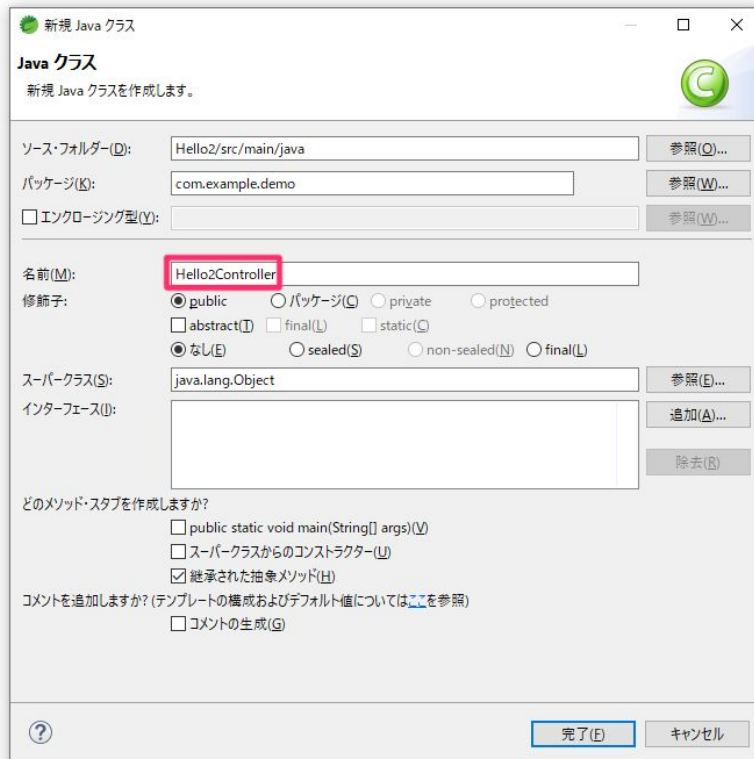 新規 Java クラス
Java クラス
新規 Java クラスを作成します。
ソース・フォルダー(D): Hello2/src/main/java 参照(O)...
パッケージ(K): com.example.demo 参照(W)...
エンクロージング型(Y): 参照(W)...
名前(M): Hello2Controller
修飾子: public パッケージ(C) private protected
abstract(T) final(L) static(C)
なし(E) sealed(S) non-sealed(N) final(L)
スーパークラス(S): java.lang.Object 参照(E)...
インターフェース(I): 追加(A)...
除去(R)
どのメソッド・スタブを作成しますか?
public static void main(String[] args)(V)
スーパークラスからのコンストラクター(U)
継承された抽象メソッド(H)
コメントを追加しますか? (テンプレートの構成およびデフォルト値についてはここを参照)
コメントの生成(G)
完了(F) キャンセル